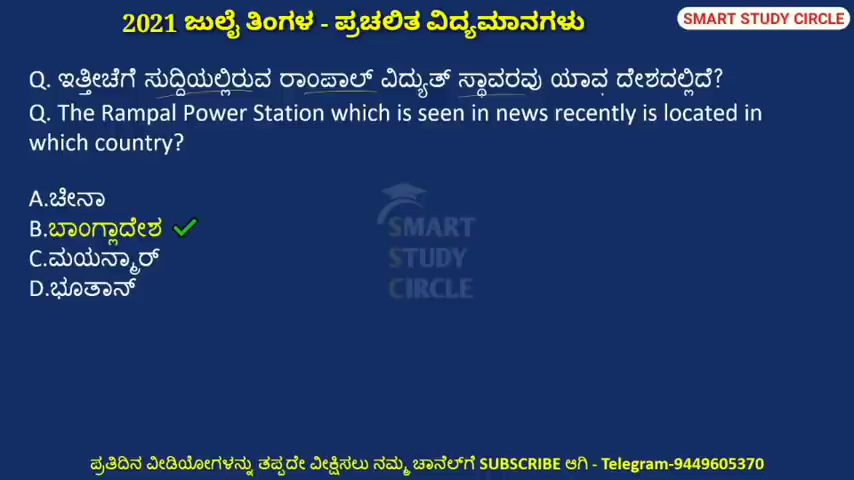 2021 ಜುಲೈ ತಿಂಗಳ - ಪ್ರಚಲಿತ ವಿದ್ಯಮಾನಗಳು
SMART STUDY CIRCLE
Q. ಇತ್ತೀಚೆಗೆ ಸುದ್ದಿಯಲ್ಲಿರುವ ರಾಂಪಾಲ್ ವಿದ್ಯುತ್ ಸ್ಥಾವರವು ಯಾವ ದೇಶದಲ್ಲಿದೆ?
Q. The Rampal Power Station which is seen in news recently is located in
which country?
A.ಚೀನಾ
B.ಬಾಂಗ್ಲಾದೇಶ
C.ಮಯನ್ಮಾರ್
D.ಭೂತಾನ್
SMART
STUDY
CIRCLE
ಪ್ರತಿದಿನ ವೀಡಿಯೋಗಳನ್ನು ತಪ್ಪದೇ ವೀಕ್ಷಿಸಲು ನಮ್ಮ ಚಾನೆಲ್‌ಗೆ SUBSCRIBE ಆಗಿ - Telegram-9449605370